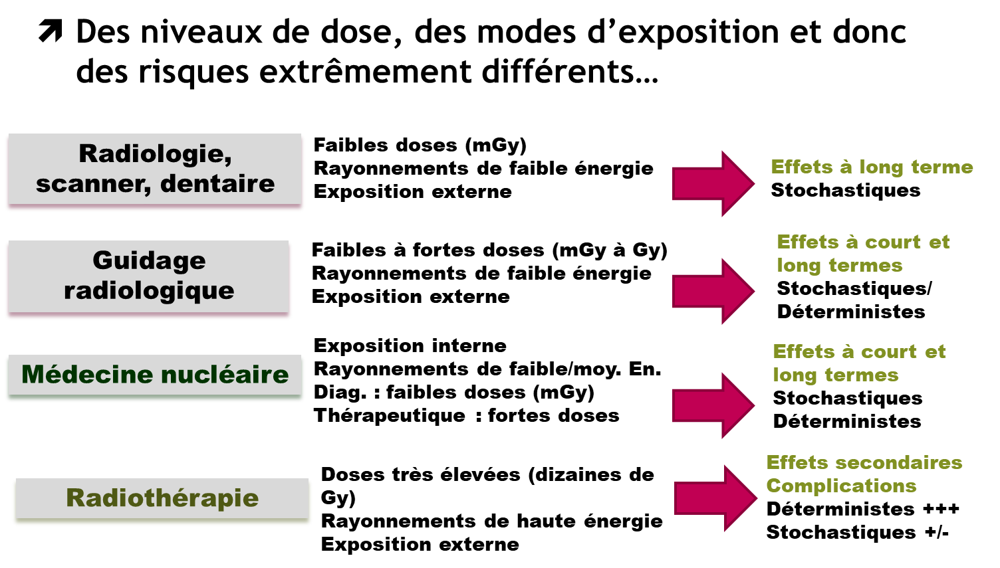 Des niveaux de dose, des modes d’exposition et donc
des risques extrêmement différents…
Radiologie,
scanner, dentaire
Faibles doses (mGy)
Rayonnements de faible énergie
Exposition externe
Effets à long terme
Stochastiques
Guidage
radiologique
Faibles à fortes doses (mGy à Gy)
Rayonnements de faible énergie
Exposition externe
Effets à court et
long termes
Stochastiques/
Déterministes
Médecine nucléaire
Exposition interne
Rayonnements de faible/moy. En.
Diag. : faibles doses (mGy)
Thérapeutique : fortes doses
Effets à court et
long termes
Stochastiques
Déterministes
Radiothérapie
Doses très élevées (dizaines de
Gy)
Rayonnements de haute énergie
Exposition externe
Effets secondaires
Complications
Déterministes +++
Stochastiques +/-